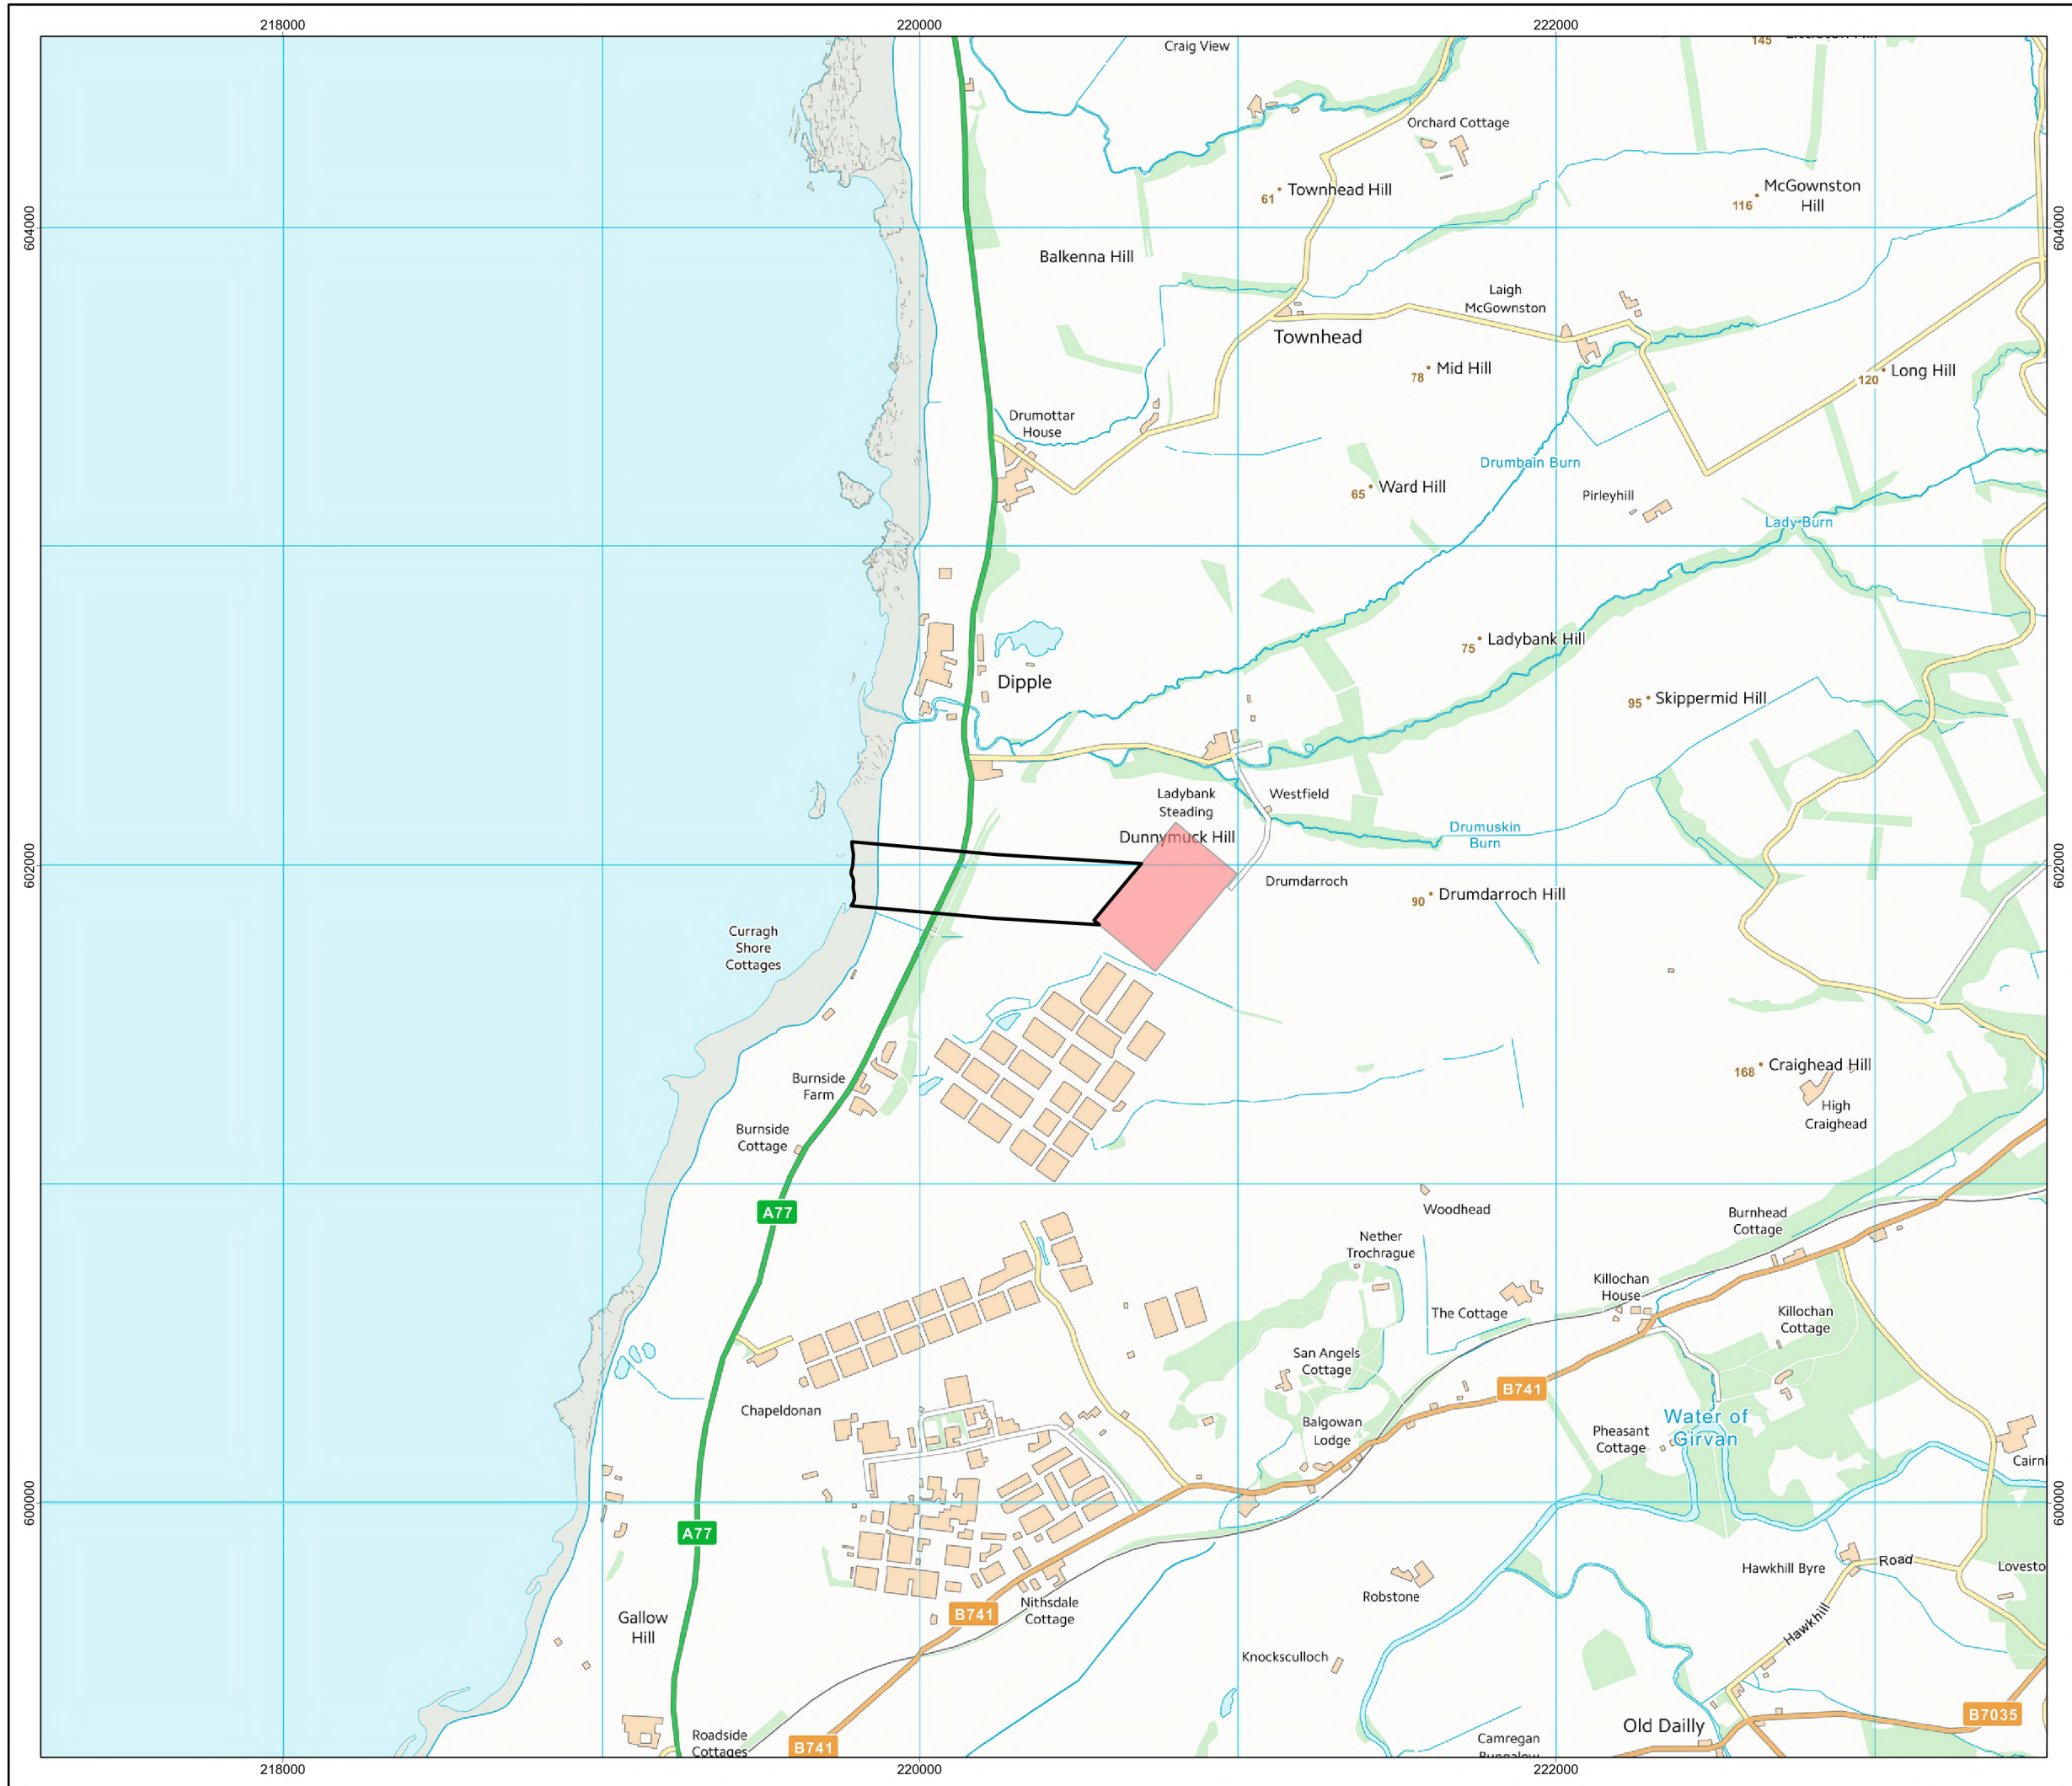 218000
220000
222000
145
Craig View
Orchard Cottage
604000
604000
61
Townhead Hill
McGownston
Hill
116
Balkenna Hill
Laigh
McGownston
Townhead
78
Mid Hill
120
Long Hill
Drumottar
House
Drumbain Burn
65
Ward Hill
Pirleyhill
Lady Burn
75
Ladybank Hill
Dipple
95
Skippermid Hill
Ladybank
Steading
Westfield
Dunnymuck Hill
Drumuskin
Burn
602000
602000
Drumdarroch
90
Drumdarroch Hill
Curragh
Shore
Cottages
168
Craighead Hill
Burnside
Farm
High
Craighead
Burnside
Cottage
A77
Woodhead
Burnhead
Cottage
Nether
Trochrague
Killochan
House
The Cottage
Killochan
Cottage
San Angels
Cottage
B741
Chapeldonan
Balgowan
Lodge
Water of
Girvan
Pheasant
Cottage
Cairnl
600000
600000
A77
Hawkhill Byre
Road
Lovesto
Robstone
Nithsdale
Cottage
B741
Gallow
Hill
Hawkhill
Knocksculloch
B7035
Old Dailly
Roadside
Cottages
B741
Camregan
Bungalow
218000
220000
222000